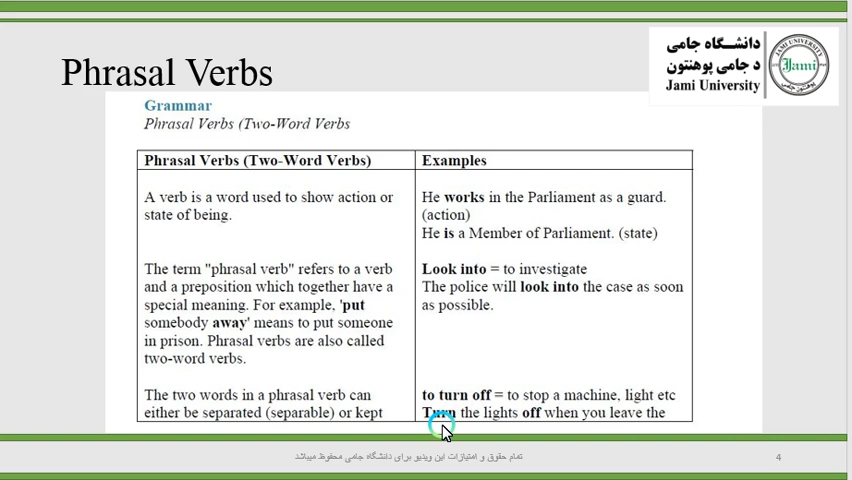 دانشگاه جامی
د جامی پوهنتون
Jami University
JAMI UNIVERSITY
Jami
Phrasal Verbs
Grammar
Phrasal Verbs (Two-Word Verbs
Phrasal Verbs (Two-Word Verbs)
Examples
A verb is a word used to show action or
state of being.
He works in the Parliament as a guard.
(action)
He is a Member of Parliament. (state)
The term "phrasal verb" refers to a verb
and a preposition which together have a
special meaning. For example, 'put
somebody away' means to put someone
in prison. Phrasal verbs are also called
two-word verbs.
Look into = to investigate
The police will look into the case as soon
as possible.
The two words in a phrasal verb can
either be separated (separable) or kept
to turn off = to stop a machine, light etc
Turn the lights off when you leave the
تمام حقوق و امتیازات این ویدیو برای دانشگاه جامی محفوظ میباشد
4